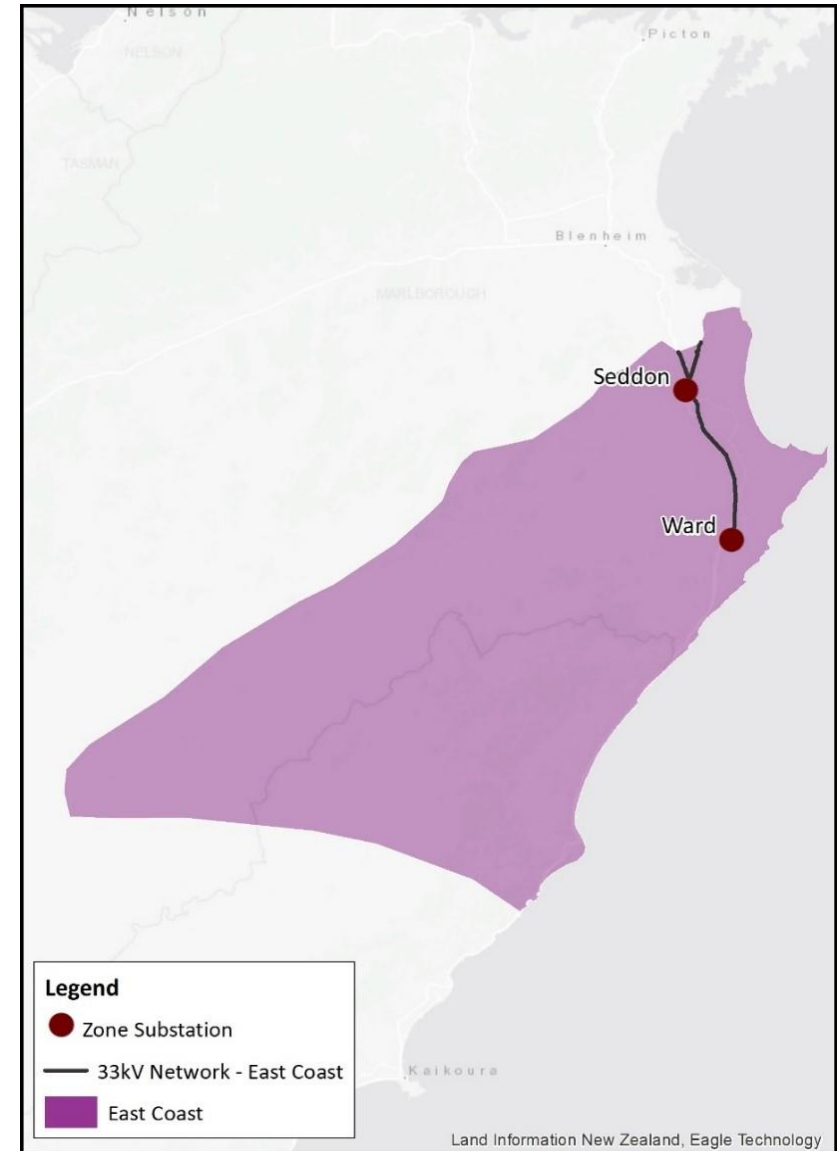 Nelson
Picton
NELSON
TASMAN
Blenheim
MARLBOROUGH
Seddon
Ward
Legend
Zone Substation
33kV Network - East Coast
East Coast
Kaikoura
Land Information New Zealand, Eagle Technology